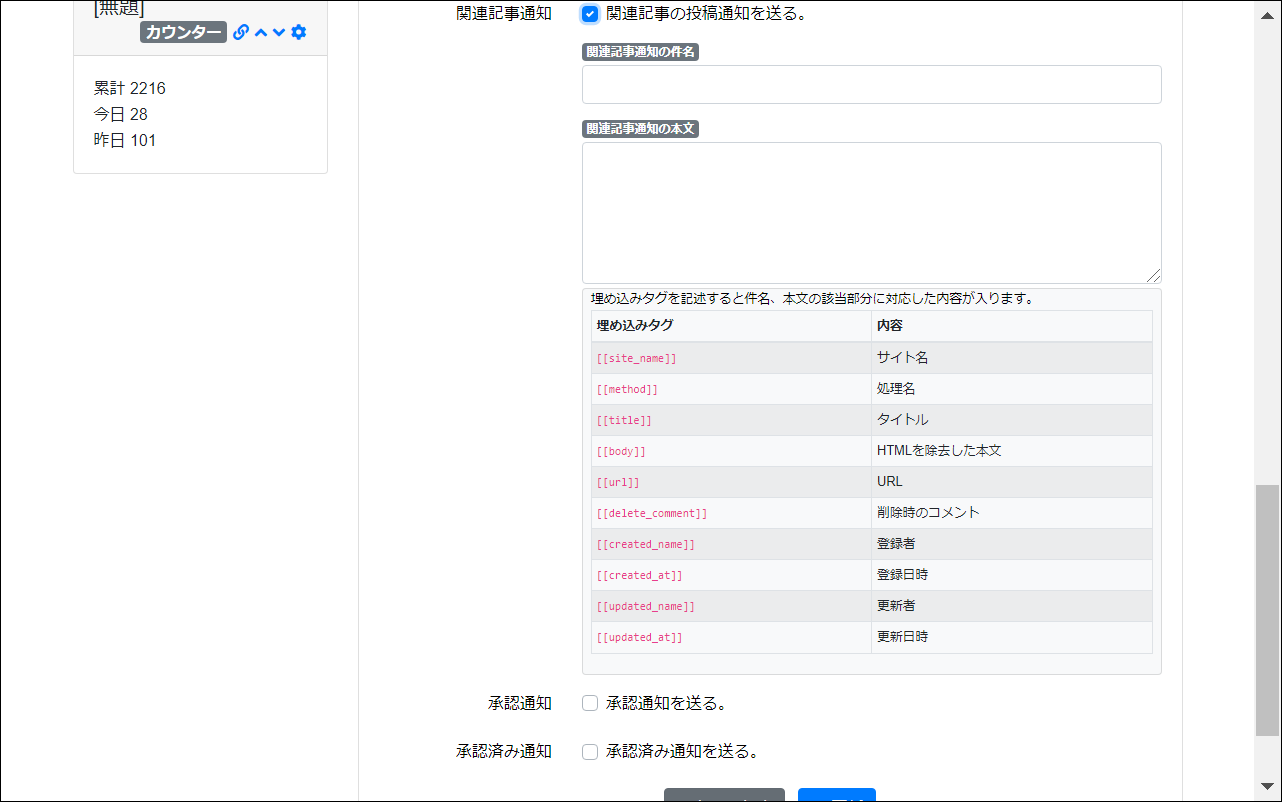 [無題]
カウンター
累計 2216
今日 28
昨日 101
関連記事通知
関連記事の投稿通知を送る。
関連記事通知の件名
関連記事通知の本文
埋め込みタグを記述すると件名、本文の該当部分に対応した内容が入ります。
埋め込みタグ 内容
[[site_name]] サイト名
[[method]] 処理名
[[title]] タイトル
[[body]] HTMLを除去した本文
[[url]] URL
[[delete_comment]] 削除時のコメント
[[created_name]] 登録者
[[created_at]] 登録日時
[[updated_name]] 更新者
[[updated_at]] 更新日時
承認通知 承認通知を送る。
承認済み通知 承認済み通知を送る。